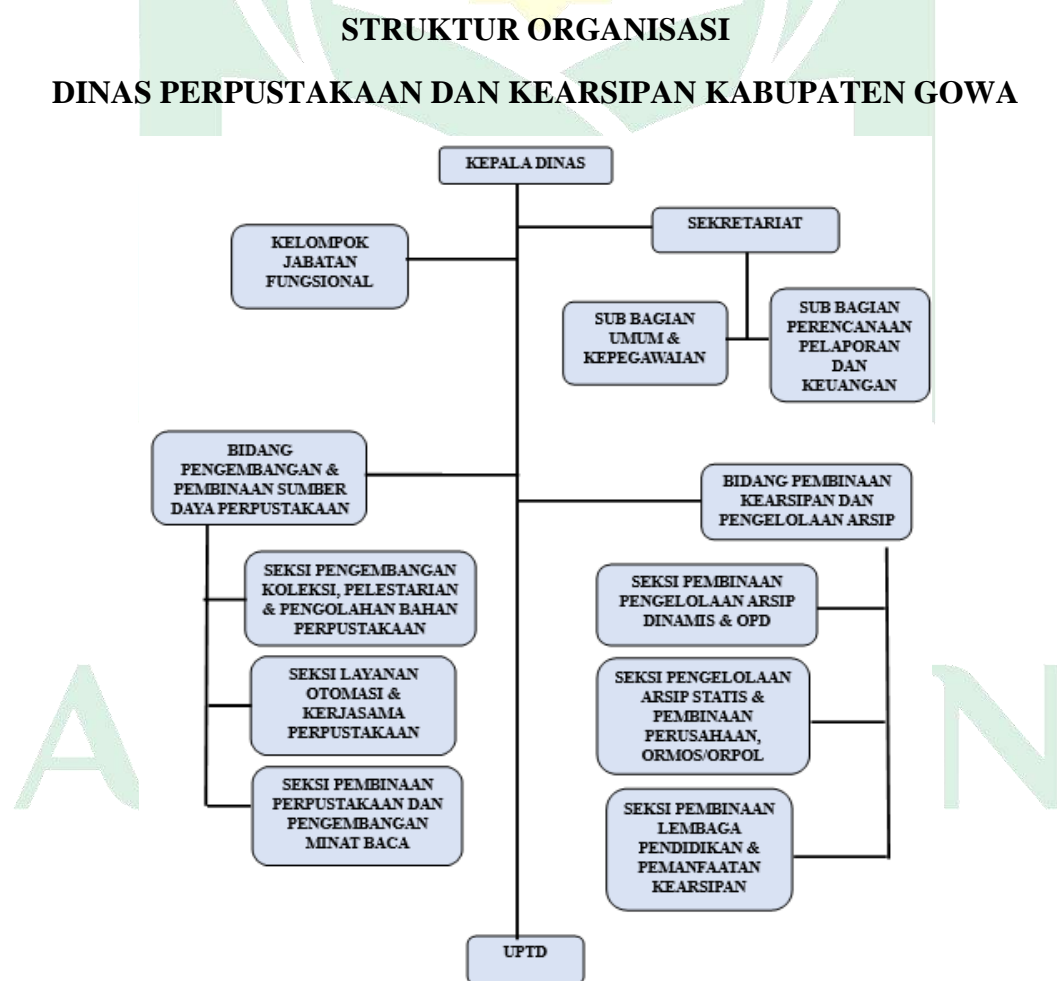 STRUKTUR ORGANISASI
DINAS PERPUSTAKAAN DAN KEARSIPAN KABUPATEN GOWA
KEPALA DINAS
KELOMPOK
JABATAN
FUNGSIONAL
SEKRETARIAT
SUB BAGIAN
UMUM &
KEPEGAWAIAN
SUB BAGIAN
PERENCANAAN
PELAPORAN
DAN
KEUANGAN
BIDANG
PENGEMBANGAN &
PEMBINAAN SUMBER
DAYA PERPUSTAKAAN
SEKSI PENGEMBANGAN
KOLEKSI, PELESTARIAN
& PENGOLAHAN BAHAN
PERPUSTAKAAN
SEKSI LAYANAN
OTOMASI &
KERJASAMA
PERPUSTAKAAN
SEKSI PEMBINAAN
PERPUSTAKAAN DAN
PENGEMBANGAN
MINAT BACA
BIDANG PEMBINAAN
KEARSIPAN DAN
PENGELOLAAN ARSIP
SEKSI PEMBINAAN
PENGELOLAAN ARSIP
DINAMIS & OPD
SEKSI PENGELOLAAN
ARSIP STATIS &
PEMBINAAN
PERUSAHAAN,
ORMOS/ORPOL
SEKSI PEMBINAAN
LEMBAGA
PENDIDIKAN &
PEMANFAATAN
KEARSIPAN
UPTD
A N